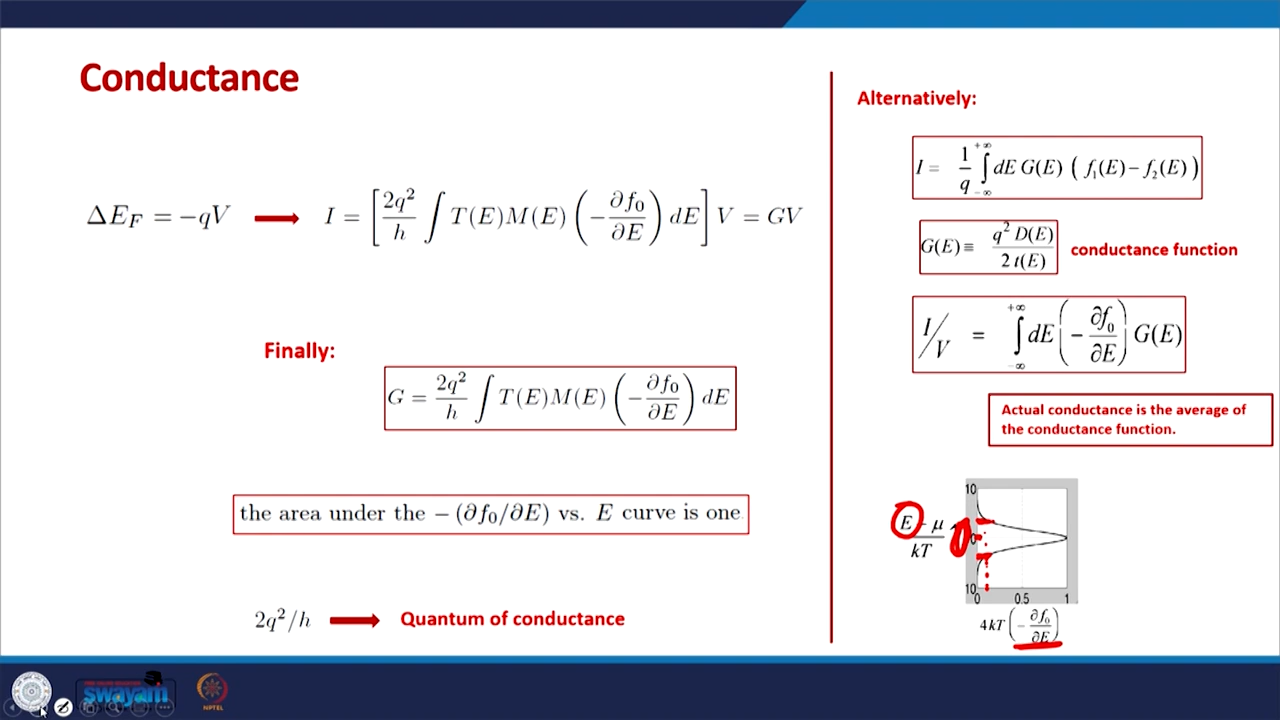 Conductance
ΔE_F = −qV ⟶ I = [2q²/h ∫ T(E)M(E) (−∂f₀/∂E) dE] V = GV
Finally:
G = 2q²/h ∫ T(E)M(E) (−∂f₀/∂E) dE
the area under the − (∂f₀/∂E) vs. E curve is one
2q²/h ⟶ Quantum of conductance
Alternatively:
I = 1/q ∫_{−∞}^{+∞} dE G(E) ( f₁(E) − f₂(E) )
G(E) ≡ q² D(E) / 2 t(E) conductance function
I/V = ∫_{−∞}^{+∞} dE (−∂f₀/∂E) G(E)
Actual conductance is the average of
the conductance function.
10
E − μ / kT 0
10
0 0.5 1
4kT (−∂f₀/∂E)
swayam
NPTEL